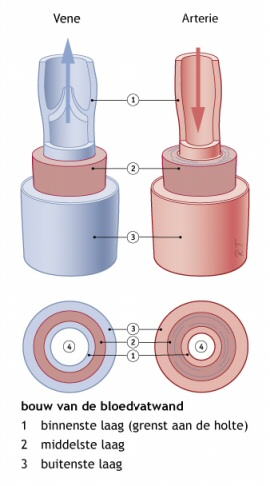 Vene Arterie
1
2
3
3
4 2 4
1
bouw van de bloedvatwand
1 binnenste laag (grenst aan de holte)
2 middelste laag
3 buitenste laag